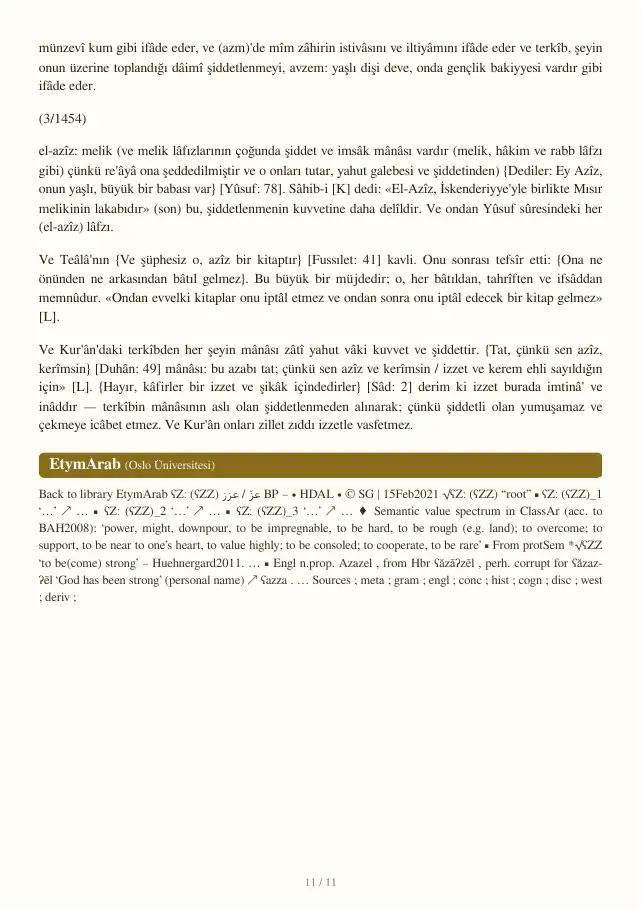 münzevî kum gibi ifâde eder, ve (azm)'de mîm zâhirin istivâsını ve iltiyâmını ifâde eder ve terkîb, şeyin
onun üzerine toplandığı dâimî şiddetlenmeyi, avzem: yaşlı dişi deve, onda gençlik bakiyyesi vardır gibi
ifâde eder.
(3/1454)
el-azîz: melik (ve melik lâfızlarının çoğunda şiddet ve imsâk mânâsı vardır (melik, hâkim ve rabb lâfzı
gibi) çünkü re'âyâ ona şeddedilmiştir ve o onları tutar, yahut galebesi ve şiddetinden) {Dediler: Ey Azîz,
onun yaşlı, büyük bir babası var} [Yûsuf: 78]. Sâhib-i [K] dedi: «El-Azîz, İskenderiyye'yle birlikte Mısır
melikinin lakabıdır» (son) bu, şiddetlenmenin kuvvetine daha delîldir. Ve ondan Yûsuf sûresindeki her
(el-azîz) lâfzı.
Ve Teâlâ'nın {Ve şüphesiz o, azîz bir kitaptır} [Fussılet: 41] kavli. Onu sonrası tefsîr etti: {Ona ne
önünden ne arkasından bâtıl gelmez}. Bu büyük bir müjdedir; o, her bâtıldan, tahrîften ve ifsâddan
memnûdur. «Ondan evvelki kitaplar onu iptâl etmez ve ondan sonra onu iptâl edecek bir kitap gelmez»
[L].
Ve Kur'ân'daki terkîbden her şeyin mânâsı zâtî yahut vâki kuvvet ve şiddettir. {Tat, çünkü sen azîz,
kerîmsin} [Duhân: 49] mânâsı: bu azabı tat; çünkü sen azîz ve kerîmsin / izzet ve kerem ehli sayıldığın
için» [L]. {Hayır, kâfirler bir izzet ve şikâk içindedirler} [Sâd: 2] derim ki izzet burada imtinâ' ve
inâddır — terkîbin mânâsının aslı olan şiddetlenmeden alınarak; çünkü şiddetli olan yumuşamaz ve
çekmeye icâbet etmez. Ve Kur'ân onları zillet zıddı izzetle vasfetmez.
EtymArab (Oslo Üniversitesi)
Back to library EtymArab ʕZː (ʕZZ) عزّ / عزز BP – • HDAL • © SG | 15Feb2021 √ʕZː (ʕZZ) “root” ▪ ʕZː (ʕZZ)_1
‘…’ ↗ … ▪ ʕZː (ʕZZ)_2 ‘…’ ↗ … ▪ ʕZː (ʕZZ)_3 ‘…’ ↗ … ♦ Semantic value spectrum in ClassAr (acc. to
BAH2008): ‘power, might, downpour, to be impregnable, to be hard, to be rough (e.g. land); to overcome; to
support, to be near to one’s heart, to value highly; to be consoled; to cooperate, to be rare’ ▪ From protSem *√ʕZZ
‘to be(come) strong’ – Huehnergard2011. … ▪ Engl n.prop. Azazel , from Hbr ʕăzāʔzēl , perh. corrupt for ʕăzaz-
ʔēl ‘God has been strong’ (personal name) ↗ ʕazza . … Sources ; meta ; gram ; engl ; conc ; hist ; cogn ; disc ; west
; deriv ;
11 / 11